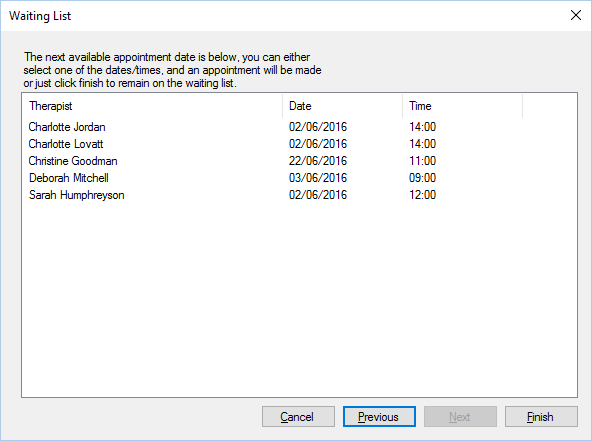 Waiting List
The next available appointment date is below, you can either
select one of the dates/times, and an appointment will be made
or just click finish to remain on the waiting list.
Therapist Date Time
Charlotte Jordan 02/06/2016 14:00
Charlotte Lovatt 02/06/2016 14:00
Christine Goodman 22/06/2016 11:00
Deborah Mitchell 03/06/2016 09:00
Sarah Humphreyson 02/06/2016 12:00
Cancel Previous Next Finish